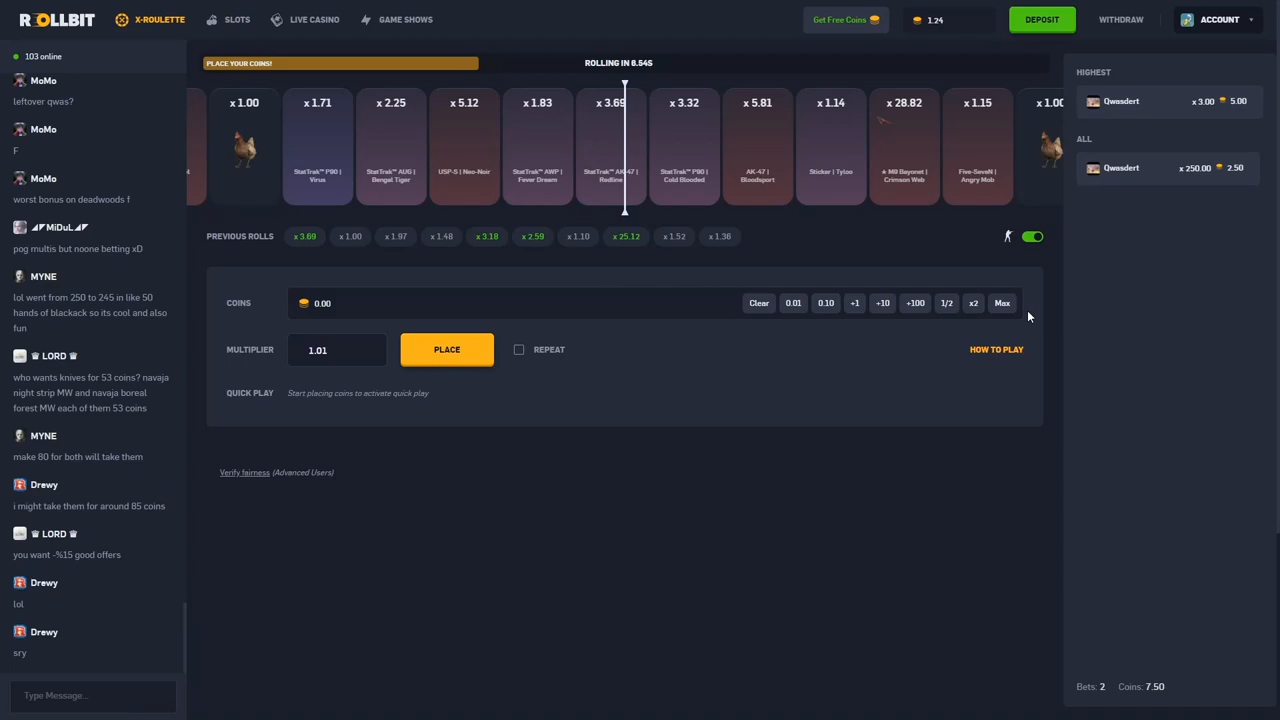 ROLLBIT
X-ROULETTE
SLOTS
LIVE CASINO
GAME SHOWS
Get Free Coins
1.24
DEPOSIT
WITHDRAW
ACCOUNT
103 online
MoMo
leftover qwas?
MoMo
F
MoMo
worst bonus on deadwoods f
◢◤MiDuL◢◤
pog multis but noone betting xD
MYNE
lol went from 250 to 245 in like 50
hands of blackack so its cool and also
fun
♛ LORD ♛
who wants knives for 53 coins? navaja
night strip MW and navaja boreal
forest MW each of them 53 coins
MYNE
make 80 for both will take them
Drewy
i might take them for around 85 coins
♛ LORD ♛
you want -%15 good offers
Drewy
lol
Drewy
sry
Type Message...
PLACE YOUR COINS!
ROLLING IN 6.54S
x 1.00
x 1.71
StatTrak™ P90 |
Virus
x 2.25
StatTrak™ AUG |
Bengal Tiger
x 5.12
USP-S | Neo-Noir
x 1.83
StatTrak™ AWP |
Fever Dream
x 3.69
StatTrak™ AK-47 |
Redline
x 3.32
StatTrak™ P90 |
Cold Blooded
x 5.81
AK-47 |
Bloodsport
x 1.14
Sticker | Tyloo
x 28.82
★ M9 Bayonet |
Crimson Web
x 1.15
Five-SeveN |
Angry Mob
x 1.00
PREVIOUS ROLLS
x 3.69
x 1.00
x 1.97
x 1.48
x 3.18
x 2.59
x 1.10
x 25.12
x 1.52
x 1.36
COINS
0.00
Clear
0.01
0.10
+1
+10
+100
1/2
x2
Max
MULTIPLIER
1.01
PLACE
REPEAT
HOW TO PLAY
QUICK PLAY
Start placing coins to activate quick play
Verify fairness (Advanced Users)
HIGHEST
Qwasdert x 3.00 5.00
ALL
Qwasdert x 250.00 2.50
Bets: 2 Coins: 7.50